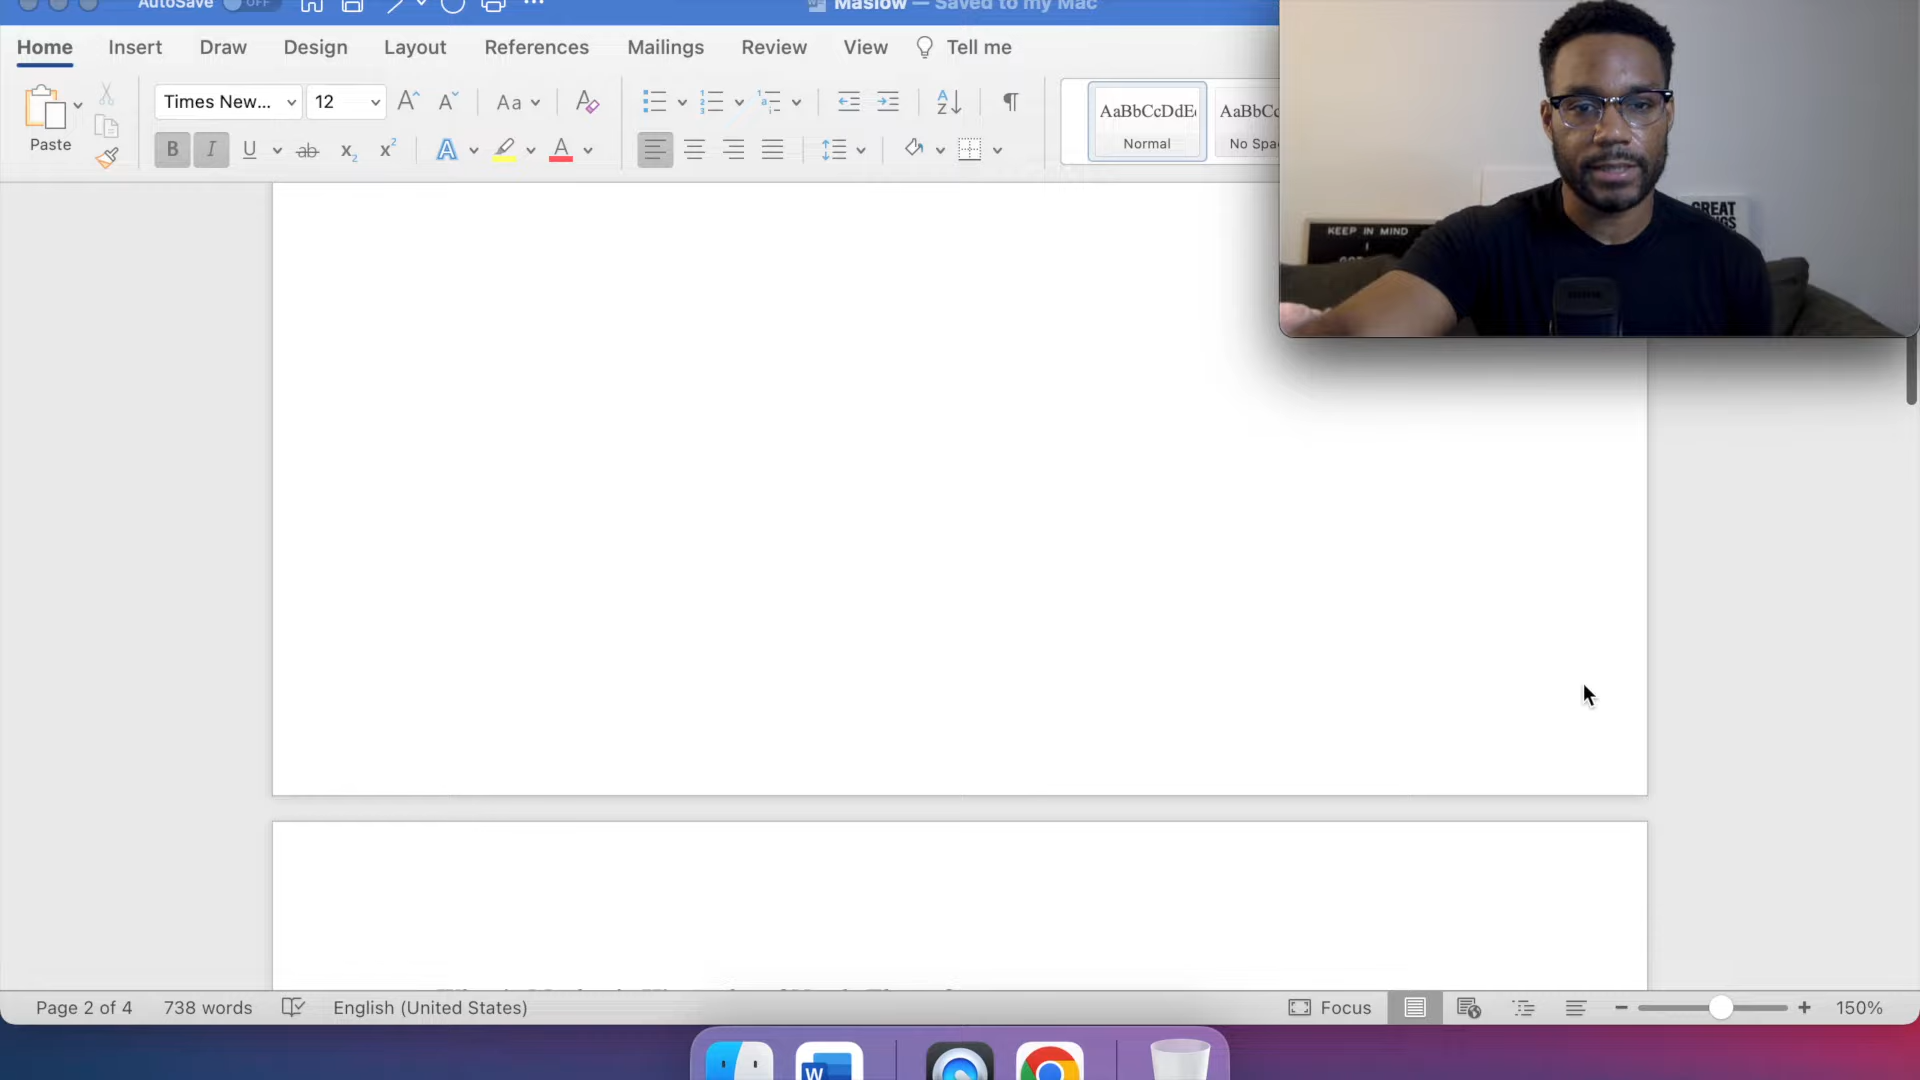 AutoSave OFF
Maslow — Saved to my Mac
Home Insert Draw Design Layout References Mailings Review View Tell me
Paste
Times New... 12
Aa
AaBbCcDdEe
Normal
AaBbCc
No Spa
KEEP IN MIND
I
GREAT
Page 2 of 4 738 words English (United States) Focus 150%